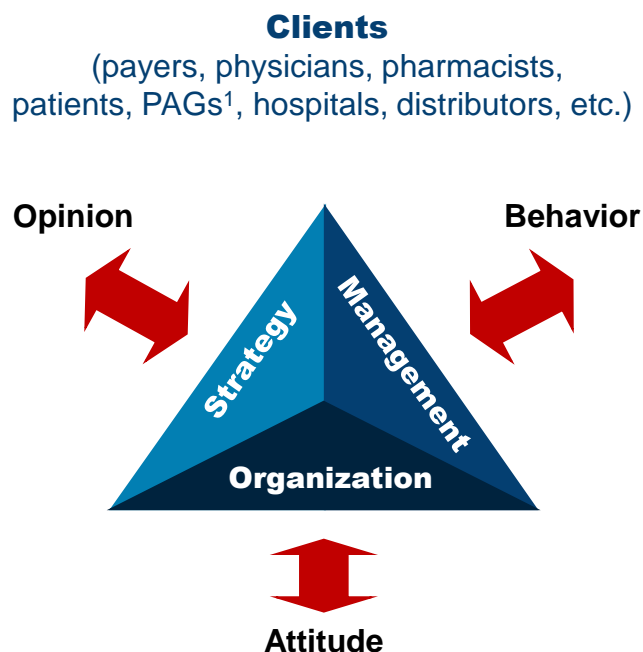 Clients
(payers, physicians, pharmacists,
patients, PAGs¹, hospitals, distributors, etc.)
Opinion
Behavior
Strategy
Management
Organization
Attitude